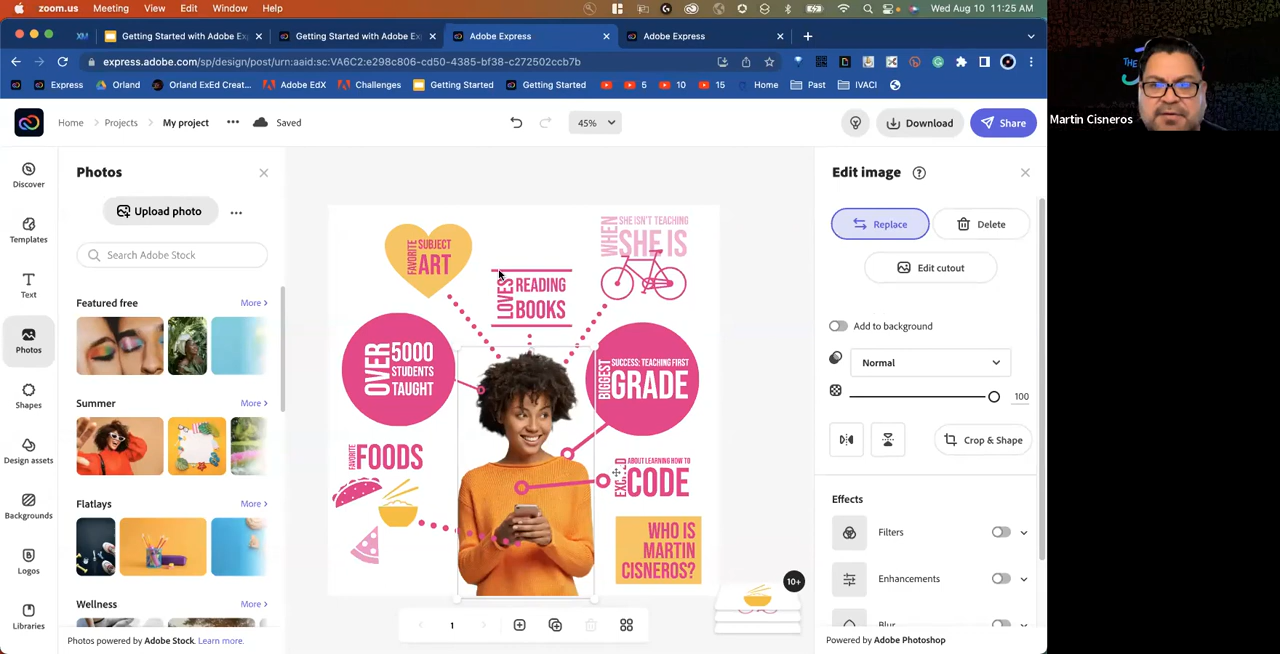 zoom.us Meeting View Edit Window Help
Wed Aug 10 11:25 AM
XM
Getting Started with Adobe Ex
Getting Started with Adobe Ex
Adobe Express
Adobe Express
express.adobe.com/sp/design/post/urn:aaid:sc:VA6C2:e298c806-cd50-4385-bf38-c272502ccb7b
Express
Orland
Orland ExEd Creat...
Adobe EdX
Challenges
Getting Started
Getting Started
5
10
15
Home
Past
IVACI
Home
Projects
My project
Saved
45%
Download
Share
Discover
Templates
Text
Photos
Shapes
Design assets
Backgrounds
Logos
Libraries
Photos
Upload photo
Search Adobe Stock
Featured free
More
Summer
More
Flatlays
More
Wellness
More
Photos powered by Adobe Stock. Learn more.
FAVORITE
SUBJECT
ART
LOVES
READING
BOOKS
WHEN
SHE ISN'T TEACHING
SHE IS
OVER
5000
STUDENTS
TAUGHT
BIGGEST
SUCCESS: TEACHING FIRST
GRADE
FAVORITE
FOODS
ABOUT LEARNING HOW TO
CODE
WHO IS
MARTIN
CISNEROS?
10+
1
Edit image
Replace
Delete
Edit cutout
Add to background
Normal
100
Crop & Shape
Effects
Filters
Enhancements
Blur
Powered by Adobe Photoshop
THE
Martin Cisneros